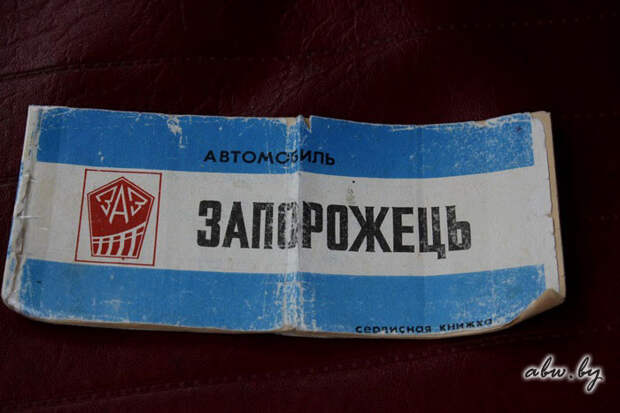 АВТОМОБИЛЬ
ЗАЗ
ЗАПОРОЖЕЦЬ
сервисная книжка
abw.by